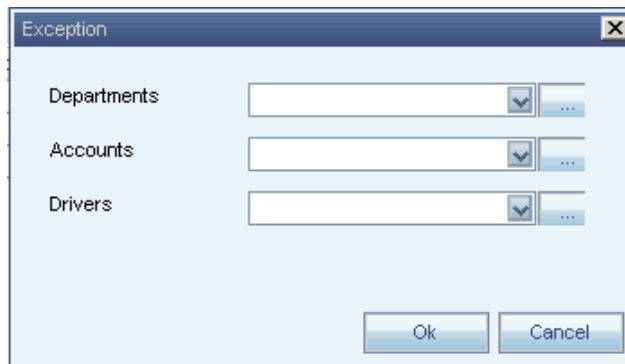 Exception
Departments
...
Accounts
...
Drivers
...
Ok
Cancel